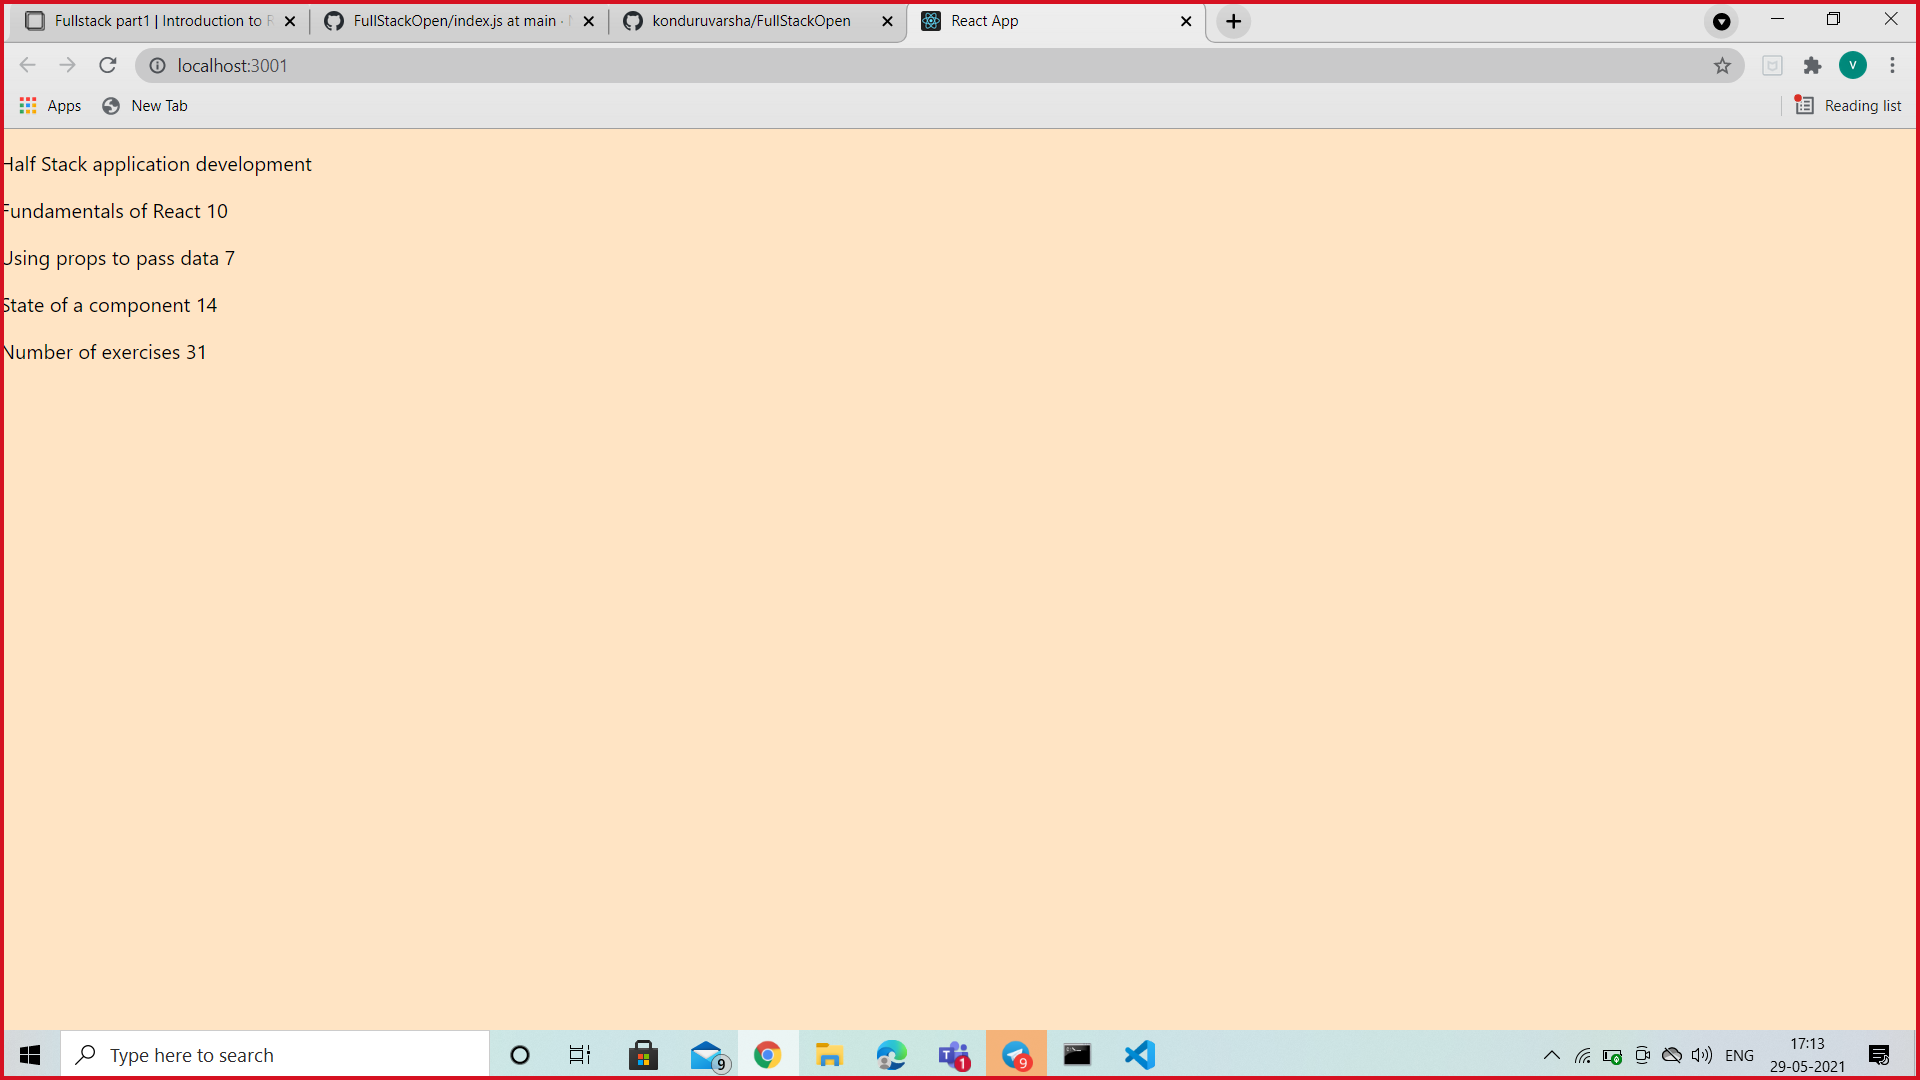 Fullstack part1 | Introduction to R
FullStackOpen/index.js at main ·
konduruvarsha/FullStackOpen
React App
localhost:3001
V
Apps
New Tab
Reading list
Half Stack application development
Fundamentals of React 10
Using props to pass data 7
State of a component 14
Number of exercises 31
Type here to search
9
T
1
9
ENG
17:13
29-05-2021